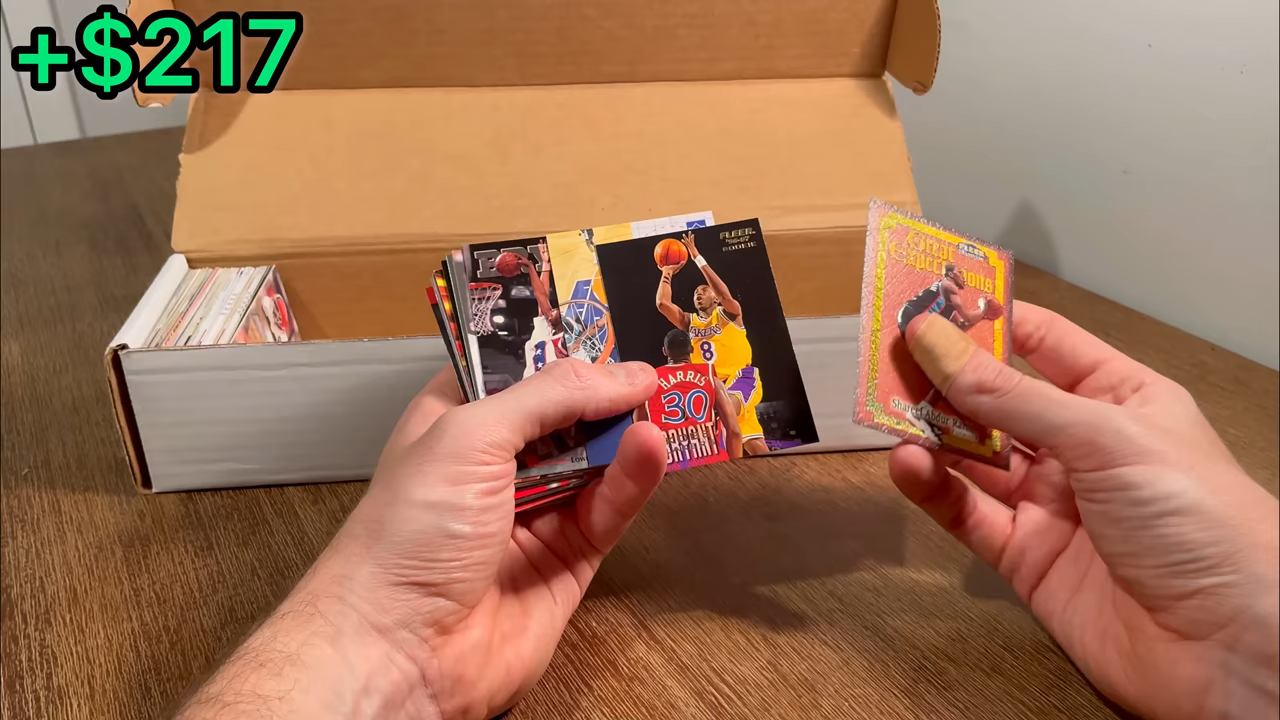 +$217
FLEER
'96-97
ROOKIE
LAKERS
8
HARRIS
30
BRYANT
Great
Expectations
Shareef Abdur Rahim